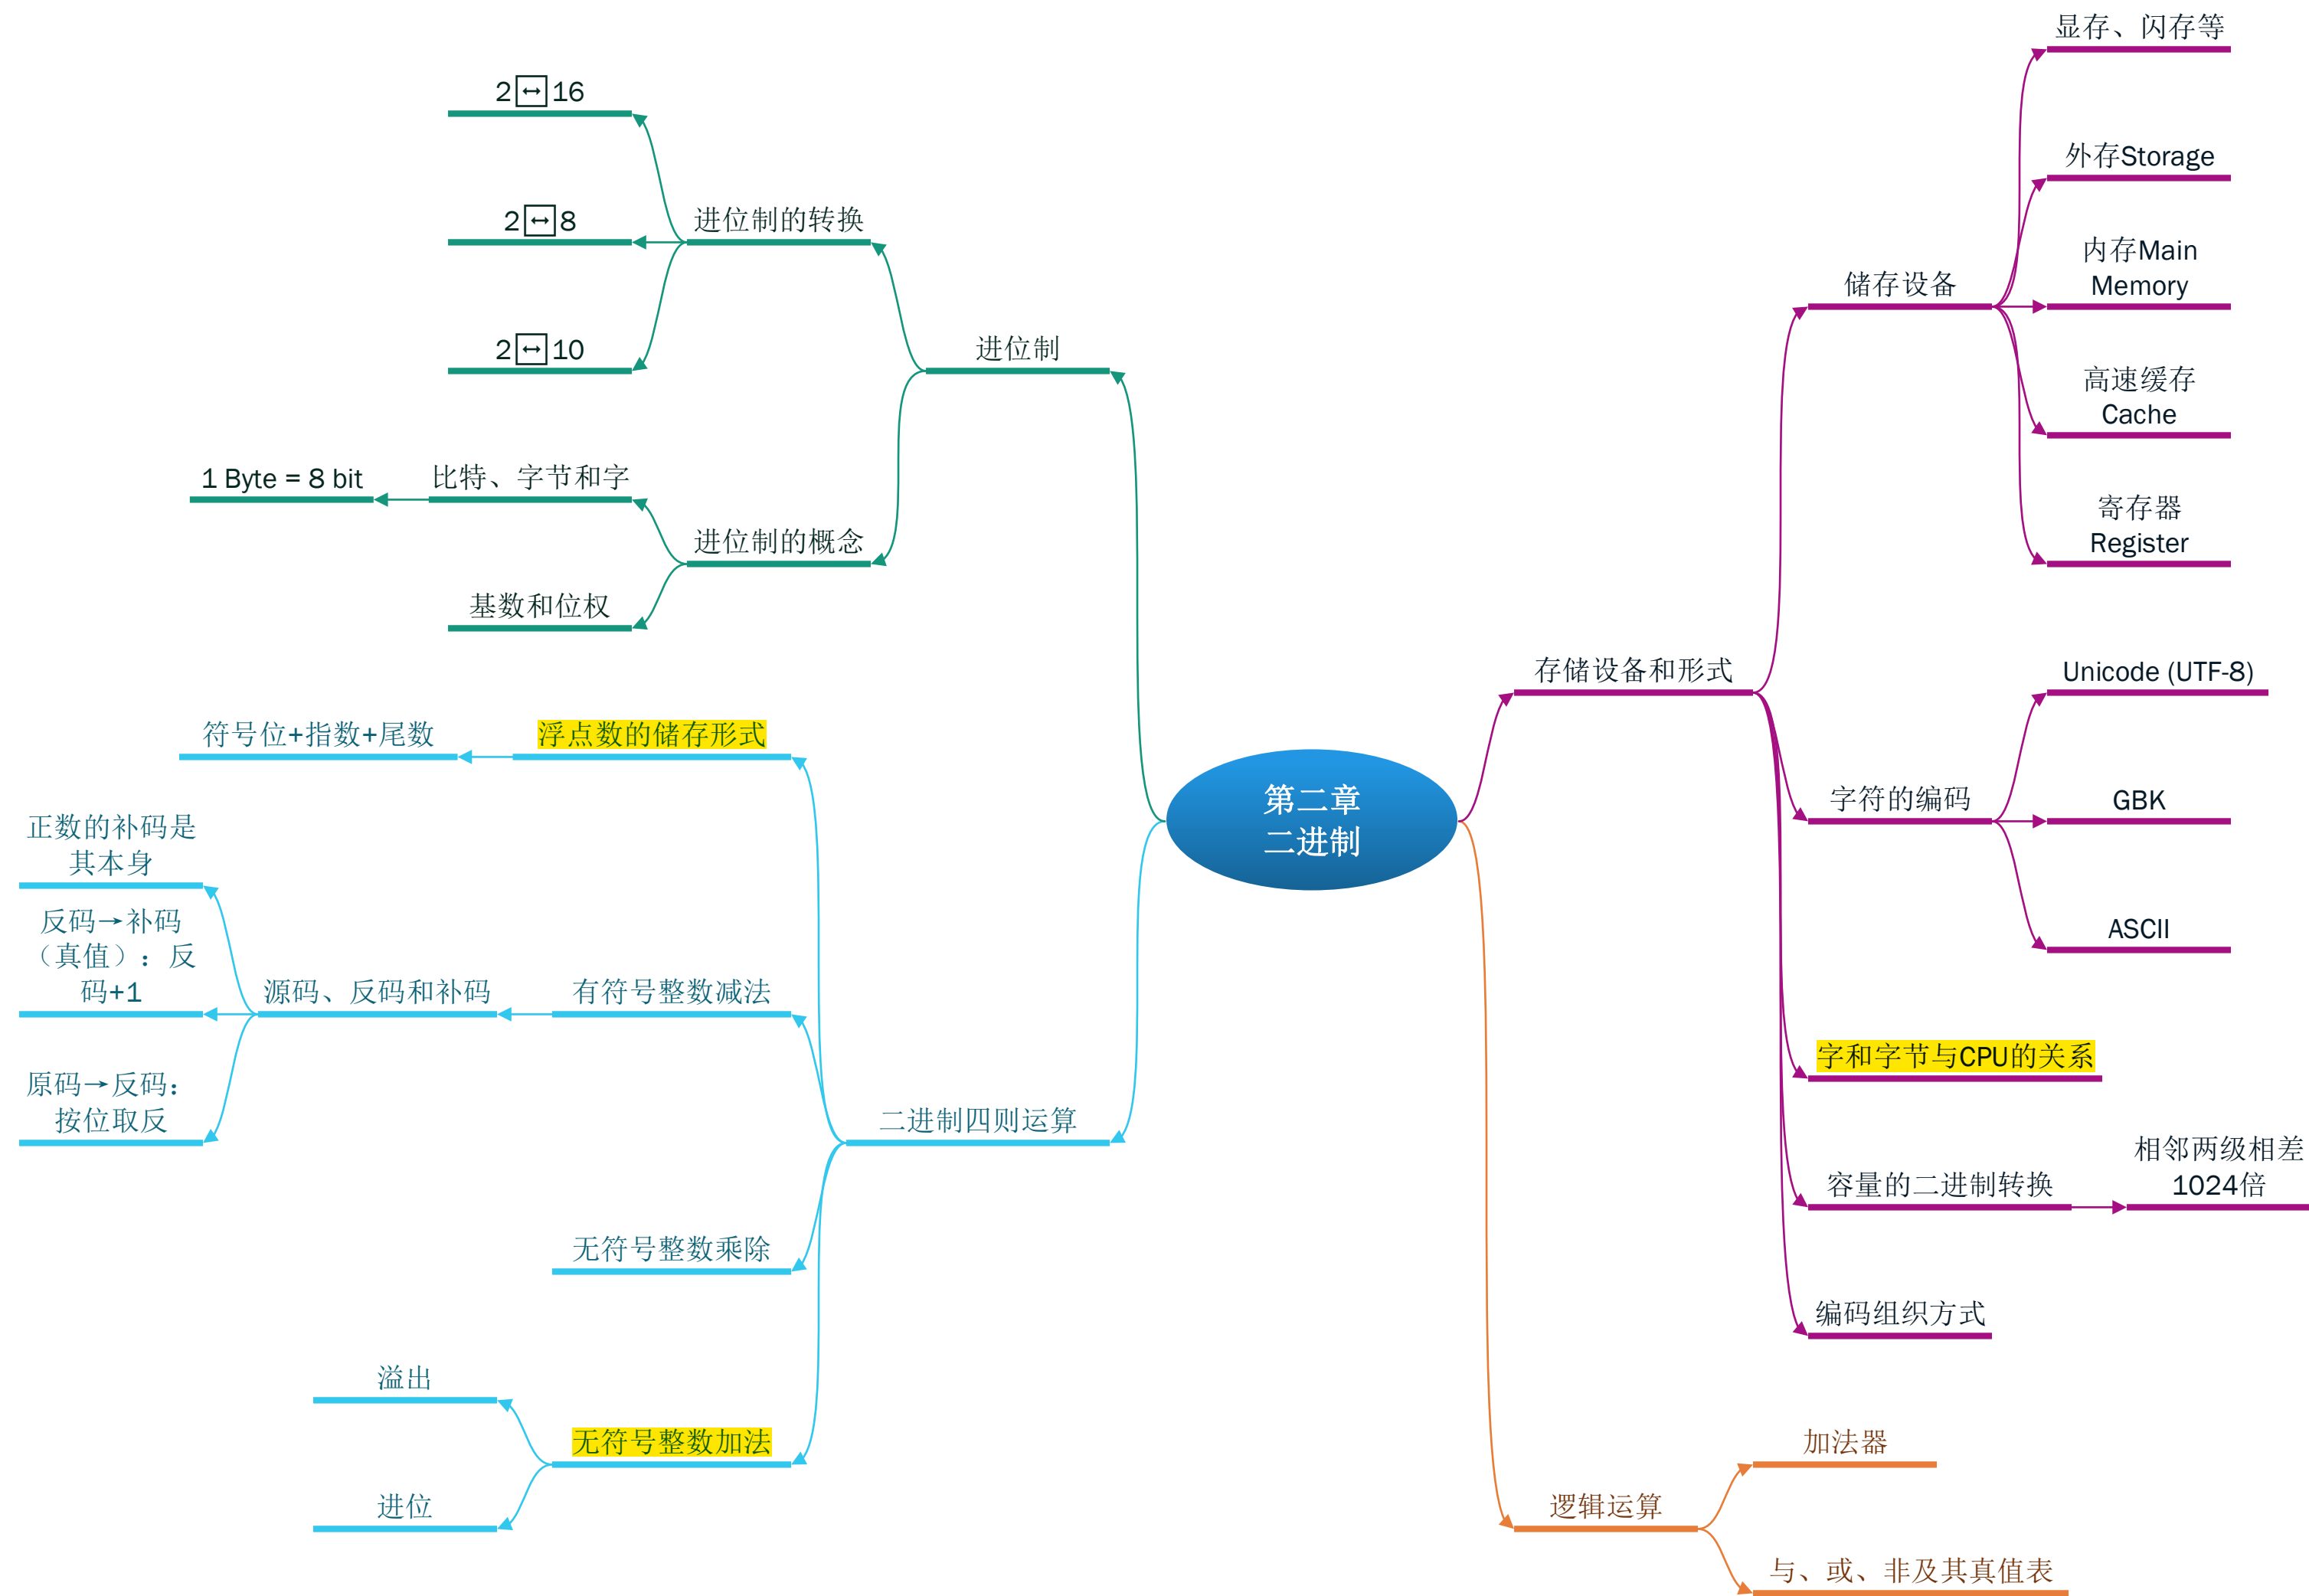 第二章
二进制
进位制
进位制的转换
2↔16
2↔8
2↔10
进位制的概念
比特、字节和字
1 Byte = 8 bit
基数和位权
二进制四则运算
浮点数的储存形式
符号位+指数+尾数
有符号整数减法
源码、反码和补码
正数的补码是
其本身
反码→补码
（真值）：反
码+1
原码→反码：
按位取反
无符号整数乘除
无符号整数加法
溢出
进位
存储设备和形式
储存设备
显存、闪存等
外存Storage
内存Main
Memory
高速缓存
Cache
寄存器
Register
字符的编码
Unicode (UTF-8)
GBK
ASCII
字和字节与CPU的关系
容量的二进制转换
相邻两级相差
1024倍
编码组织方式
逻辑运算
加法器
与、或、非及其真值表